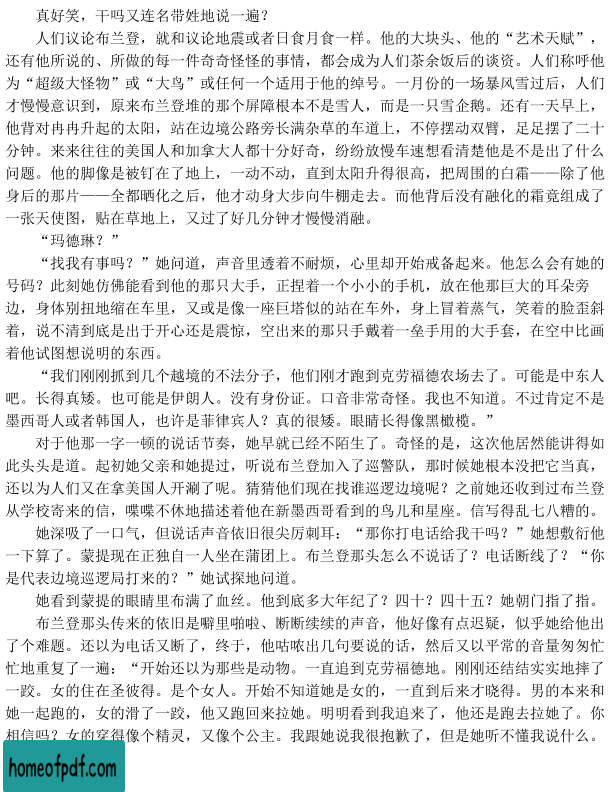 真好笑，干吗又连名带姓地说一遍？
人们议论布兰登，就和议论地震或者日食月食一样。他的大块头、他的“艺术天赋”，
还有他所说的、所做的每一件奇奇怪怪的事情，都会成为人们茶余饭后的谈资。人们称呼他
为“超级大怪物”或“大鸟”或任何一个适用于他的绰号。一月份的一场暴风雪过后，人们
才慢慢意识到，原来布兰登堆的那个屏障根本不是雪人，而是一只雪企鹅。还有一天早上，
他背对冉冉升起的太阳，站在边境公路旁长满杂草的车道上，不停摆动双臂，足足摆了二十
分钟。来来往往的美国人和加拿大人都十分好奇，纷纷放慢车速想看清楚他是不是出了什么
问题。他的脚像是被钉在了地上，一动不动，直到太阳升得很高，把周围的白霜——除了他
身后的那片——全都晒化之后，他才动身大步向牛棚走去。而他背后没有融化的霜竟组成了
一张天使图，贴在草地上，又过了好几分钟才慢慢消融。
“玛德琳？”
“找我有事吗？”她问道，声音里透着不耐烦，心里却开始戒备起来。他怎么会有她的
号码？此刻她仿佛能看到他的那只大手，正捏着一个小小的手机，放在他那巨大的耳朵旁
边，身体别扭地缩在车里，又或是像一座巨塔似的站在车外，身上冒着蒸气，笑着的脸歪斜
着，说不清到底是出于开心还是震惊，空出来的那只手戴着一垒手用的大手套，在空中比画
着他试图想说明的东西。
“我们刚刚抓到几个越境的不法分子，他们刚才跑到克劳福德农场去了。可能是中东人
吧。长得真矮。也可能是伊朗人。没有身份证。口音非常奇怪。我也不知道。不过肯定不是
墨西哥人或者韩国人，也许是菲律宾人？真的很矮。眼睛长得像黑橄榄。”
对于他那一字一顿的说话节奏，她早就已经不陌生了。奇怪的是，这次他居然能讲得如
此头头是道。起初她父亲和她提过，听说布兰登加入了巡警队，那时候她根本没把它当真，
还以为人们又在拿美国人开涮了呢。猜猜他们现在找谁巡逻边境呢？之前她还收到过布兰登
从学校寄来的信，喋喋不休地描述着他在新墨西哥看到的鸟儿和星座。信写得乱七八糟的。
她深吸了一口气，但说话声音依旧很尖厉刺耳：“那你打电话给我干吗？”她想敷衍他
一下算了。蒙提现在正独自一人坐在蒲团上。布兰登那头怎么不说话了？电话断线了？“你
是代表边境巡逻局打来的？”她试探地问道。
她看到蒙提的眼睛里布满了血丝。他到底多大年纪了？四十？四十五？她朝门指了指。
布兰登那头传来的依旧是噼里啪啦、断断续续的声音，他好像有点迟疑，似乎她给他出
了个难题。还以为电话又断了，终于，他咕哝出几句要说的话，然后又以平常的音量匆匆忙
忙地重复了一遍：“开始还以为那些是动物。一直追到克劳福德地。刚刚还结结实实地摔了
一跤。女的住在圣彼得。是个女人。开始不知道她是女的，一直到后来才晓得。男的本来和
她一起跑的，女的滑了一跤，他又跑回来拉她。明明看到我追来了，他还是跑去拉她了。你
相信吗？女的穿得像个精灵，又像个公主。我跟她说我很抱歉了，但是她听不懂我说什么。
homeofpdf.com